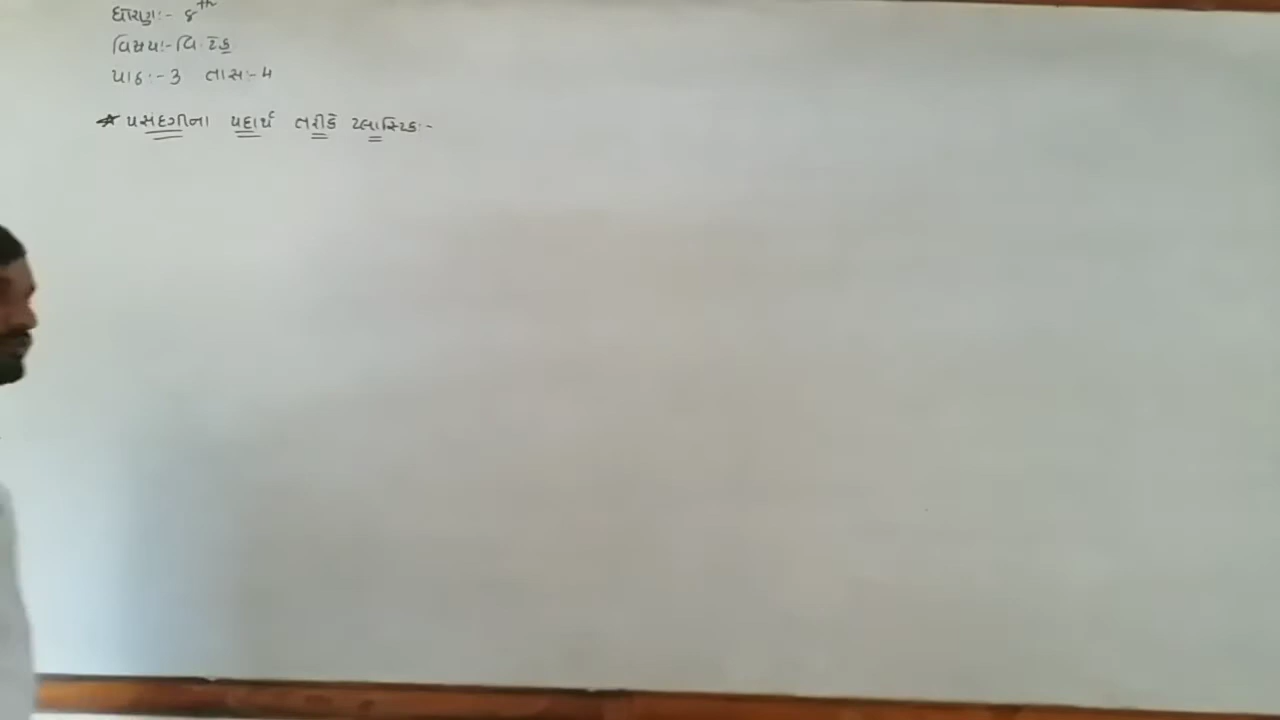 ધોરણ:- 8th
વિષય:- વિ. ટેક
પાઠ:- 3 તાસ:- 4
* પસંદગીના પદાર્થ તરીકે પ્લાસ્ટિક:-